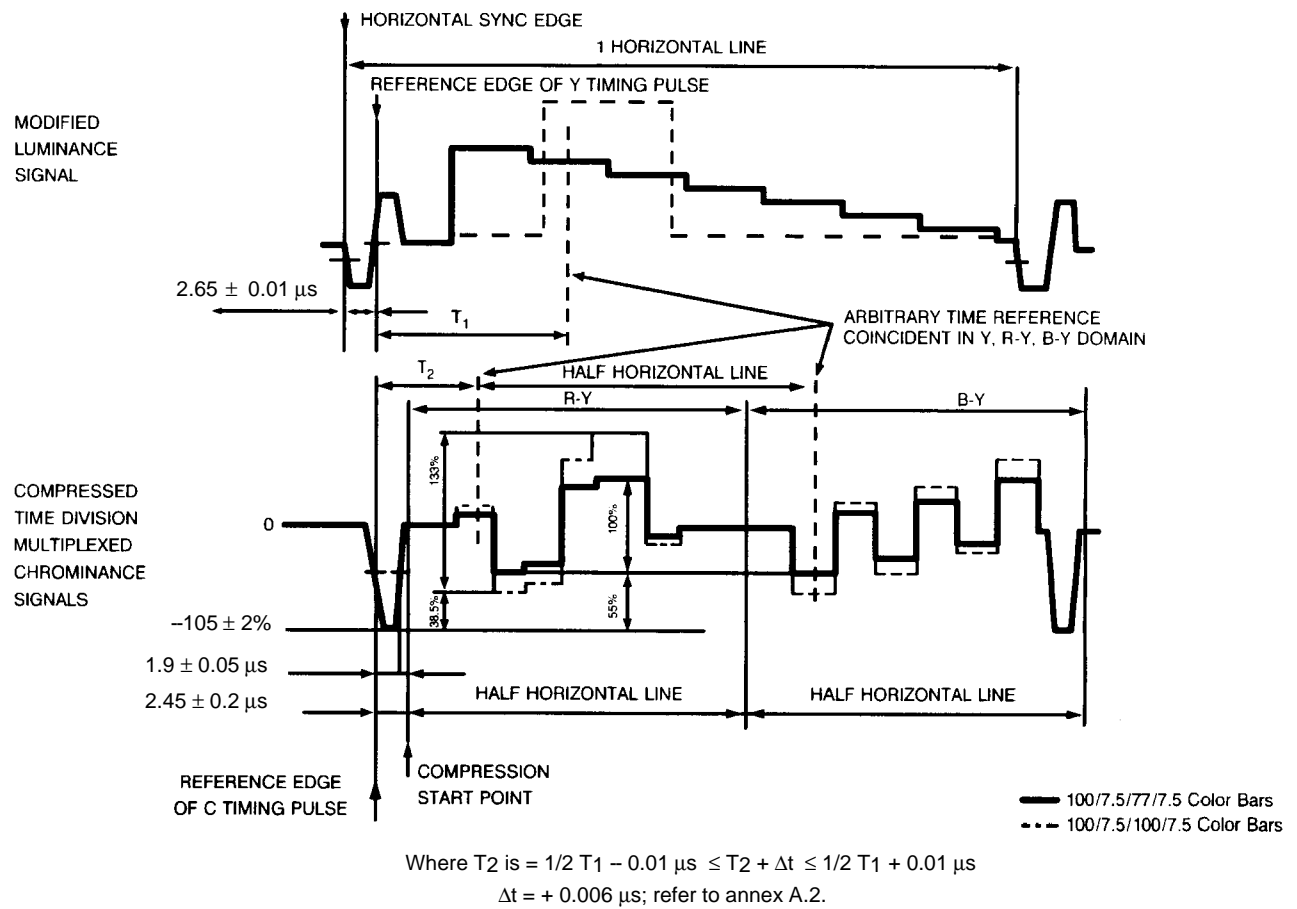 HORIZONTAL SYNC EDGE
1 HORIZONTAL LINE
REFERENCE EDGE OF Y TIMING PULSE
MODIFIED
LUMINANCE
SIGNAL
2.65 ± 0.01 μs
T1
ARBITRARY TIME REFERENCE
COINCIDENT IN Y, R-Y, B-Y DOMAIN
T2
HALF HORIZONTAL LINE
R-Y
B-Y
133%
100%
38.5%
55%
COMPRESSED
TIME DIVISION
MULTIPLEXED
CHROMINANCE
SIGNALS
0
--105 ± 2%
1.9 ± 0.05 μs
2.45 ± 0.2 μs
HALF HORIZONTAL LINE
HALF HORIZONTAL LINE
REFERENCE EDGE
OF C TIMING PULSE
COMPRESSION
START POINT
100/7.5/77/7.5 Color Bars
100/7.5/100/7.5 Color Bars
Where T2 is = 1/2 T1 -- 0.01 μs ≤ T2 + Δt ≤ 1/2 T1 + 0.01 μs
Δt = + 0.006 μs; refer to annex A.2.